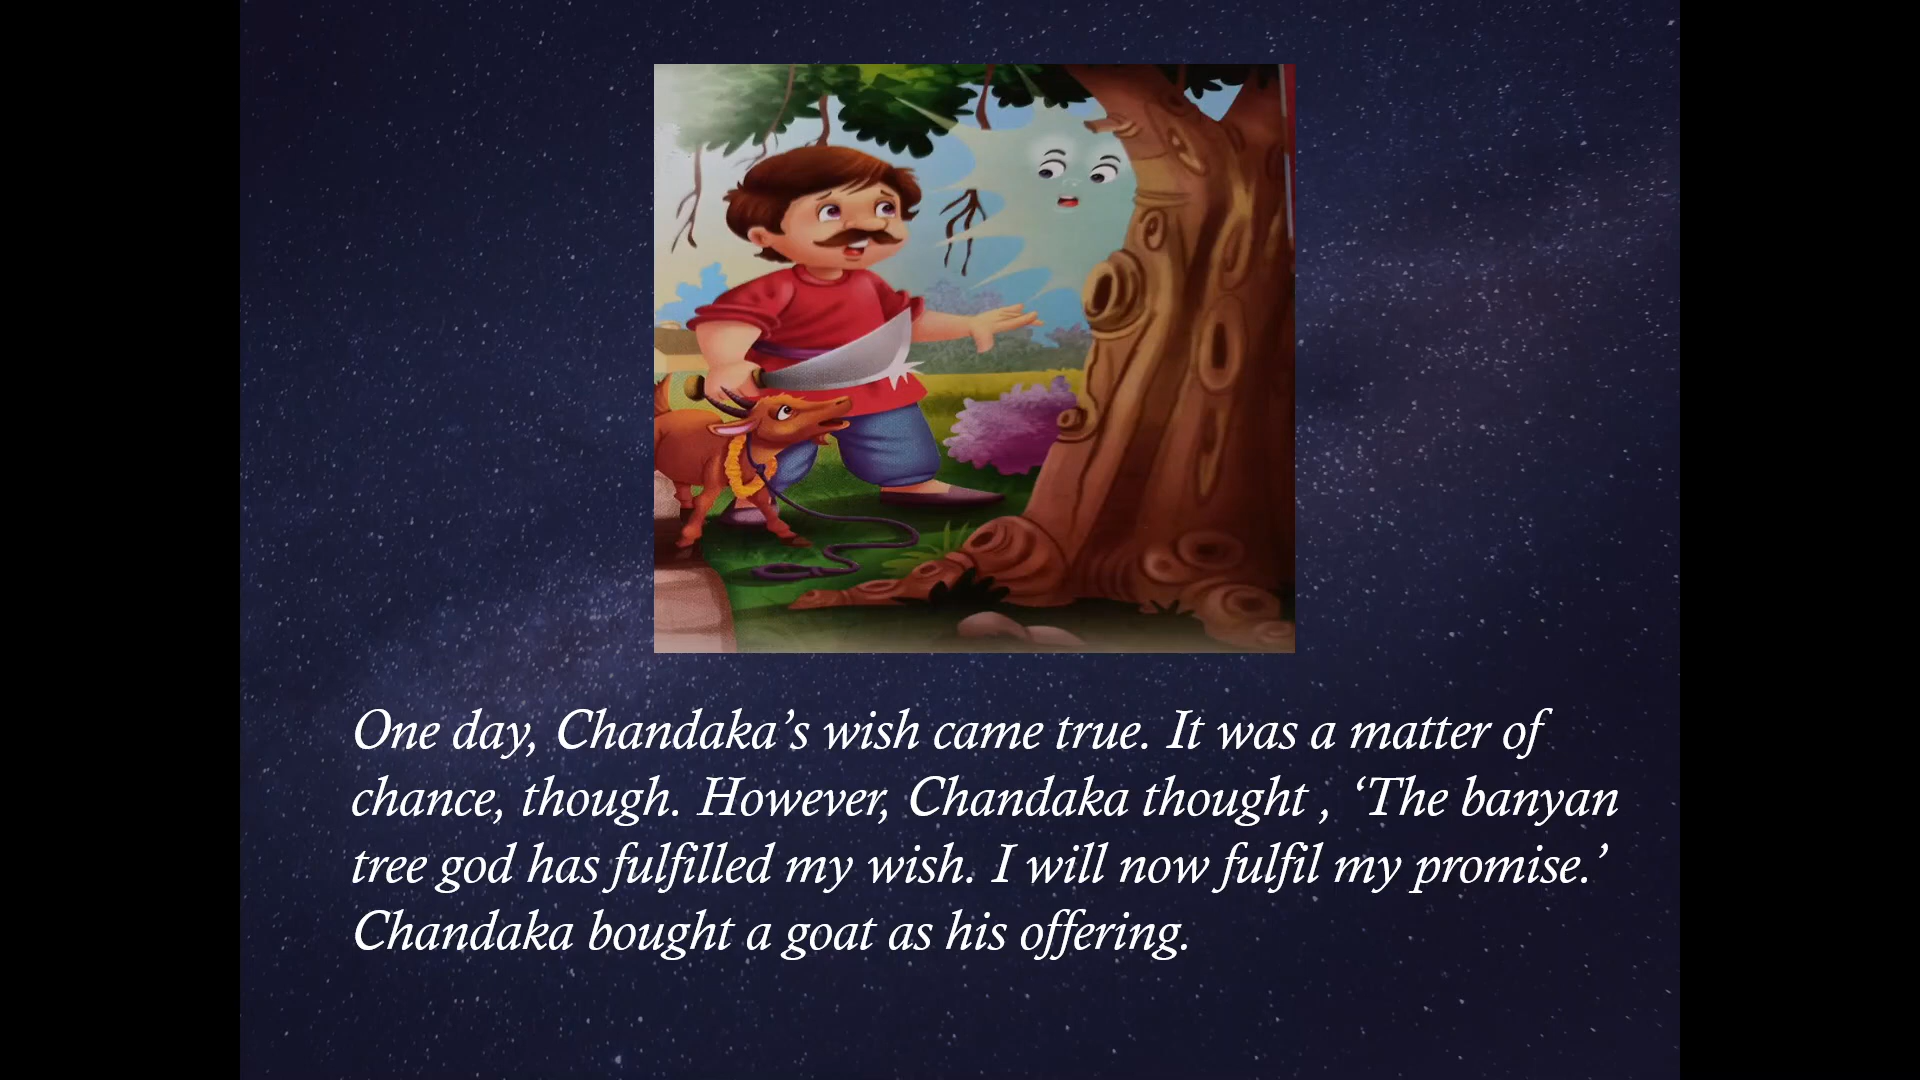 One day, Chandaka’s wish came true. It was a matter of
chance, though. However, Chandaka thought , ‘The banyan
tree god has fulfilled my wish. I will now fulfil my promise.’
Chandaka bought a goat as his offering.